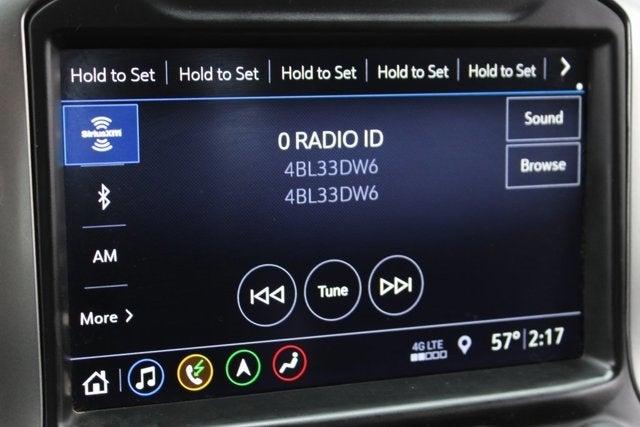 Hold to Set Hold to Set Hold to Set Hold to Set Hold to Set
SiriusXM
Sound
0 RADIO ID
4BL33DW6
4BL33DW6
Browse
AM
Tune
More
4G LTE
57° 2:17